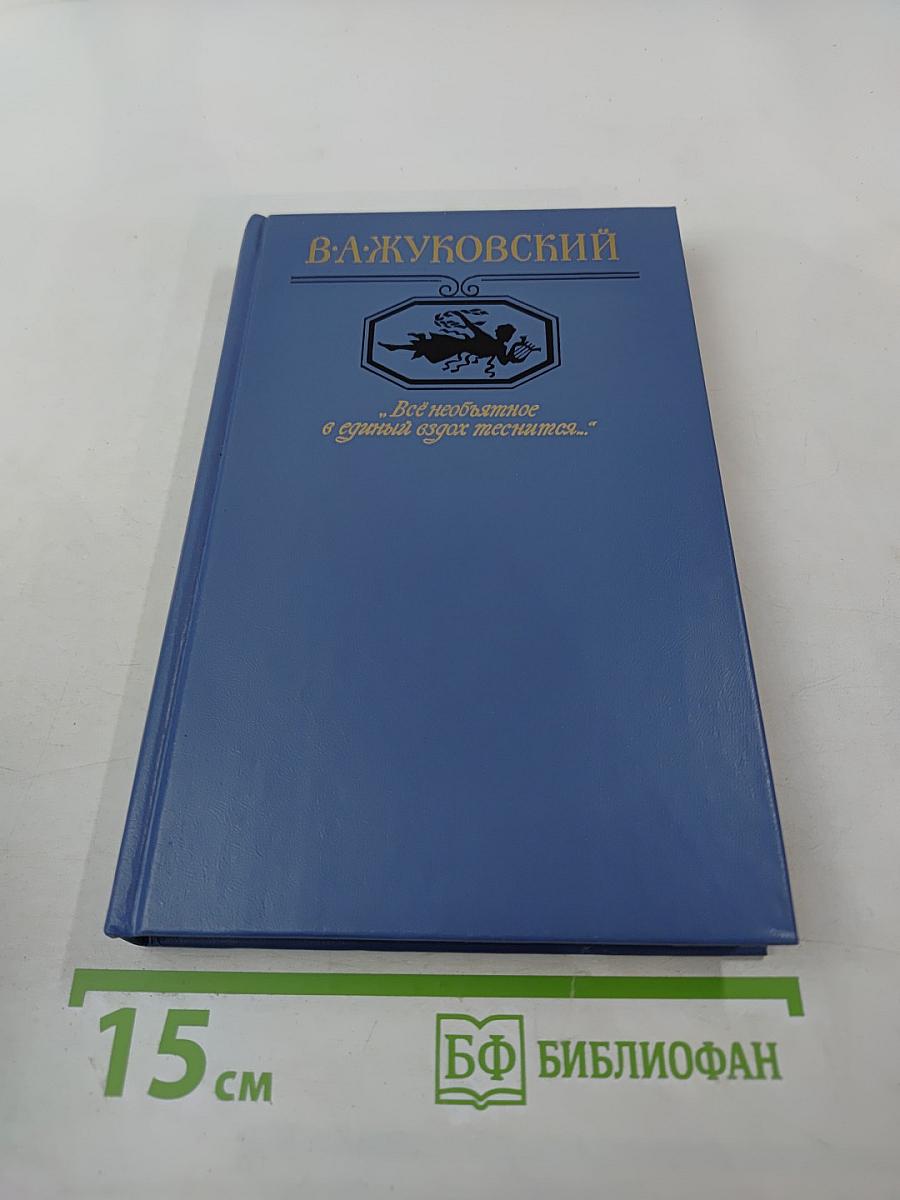 В·А·ЖУКОВСКИЙ
„Всё необъятное
в единый вздох теснится..."
15 см
БФ БИБЛИОФАН